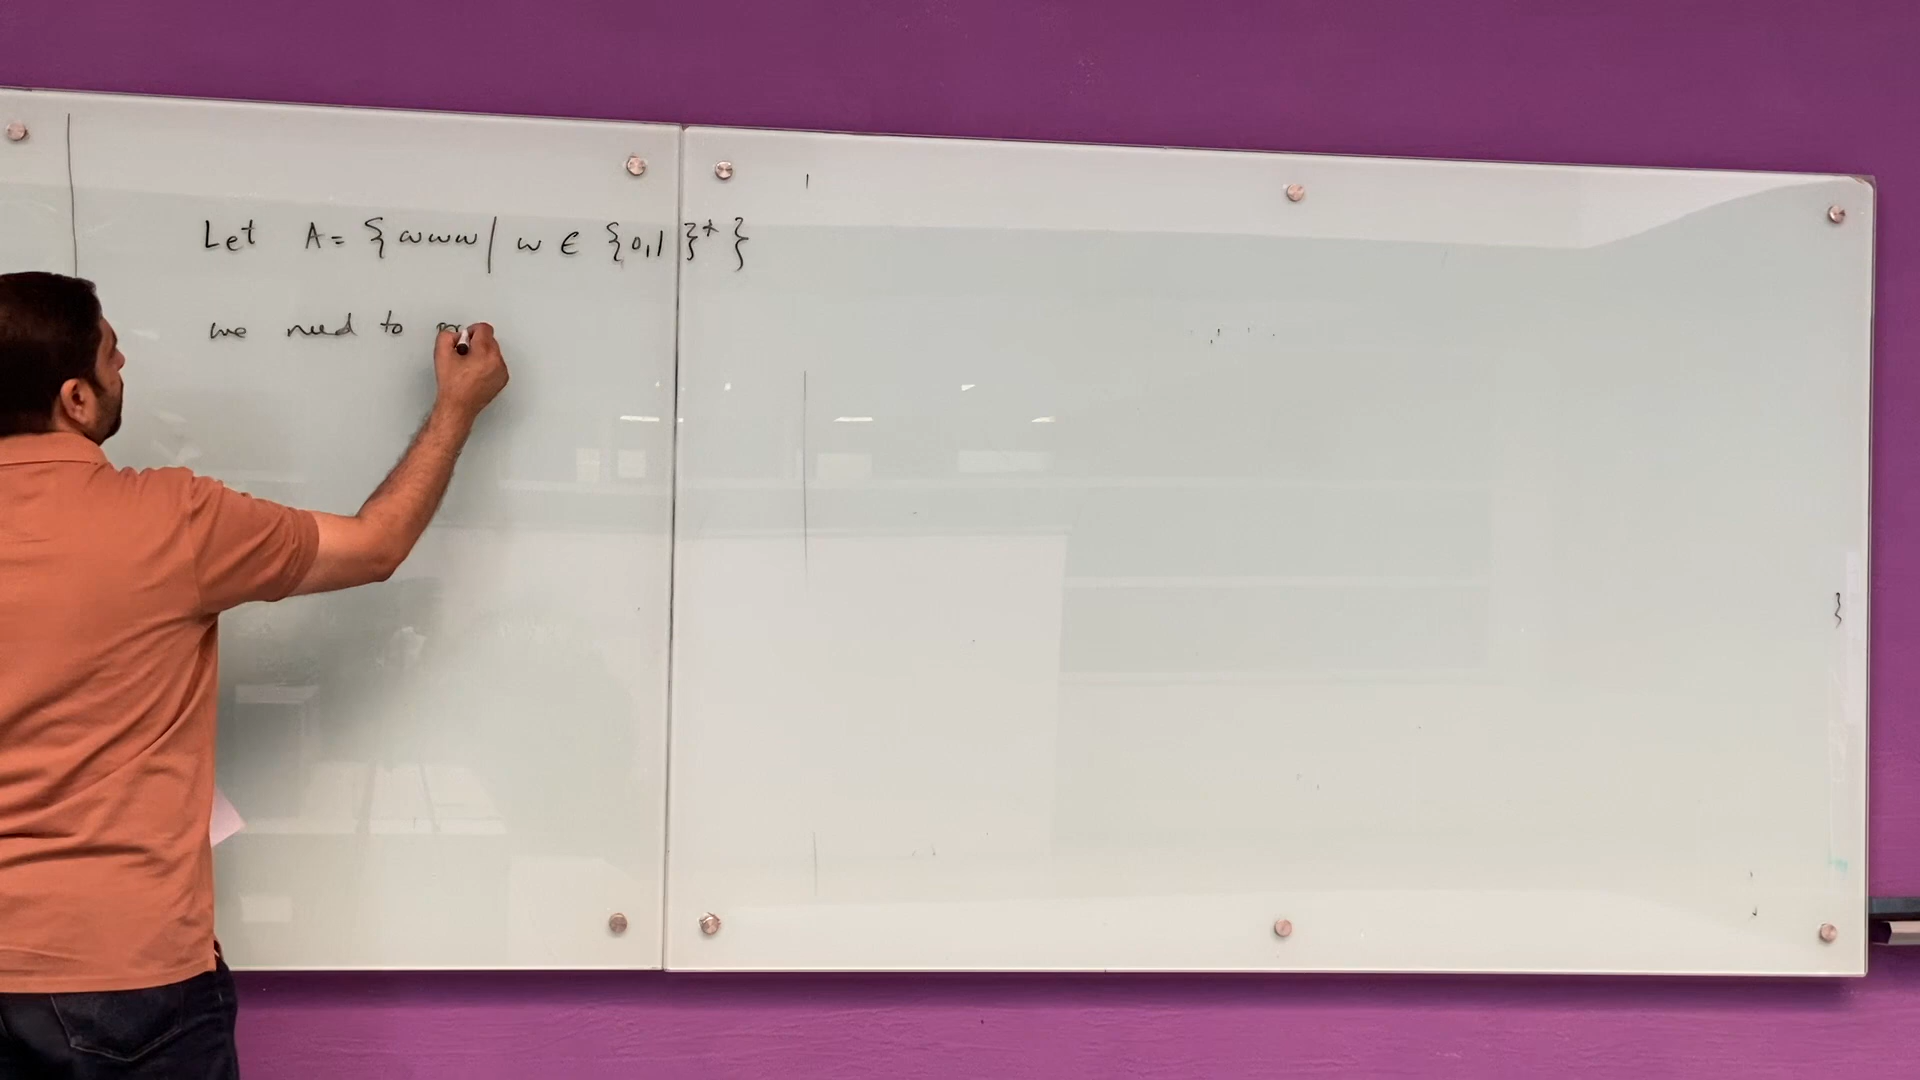 Let A = { www | w ∈ {0,1}* }
we need to